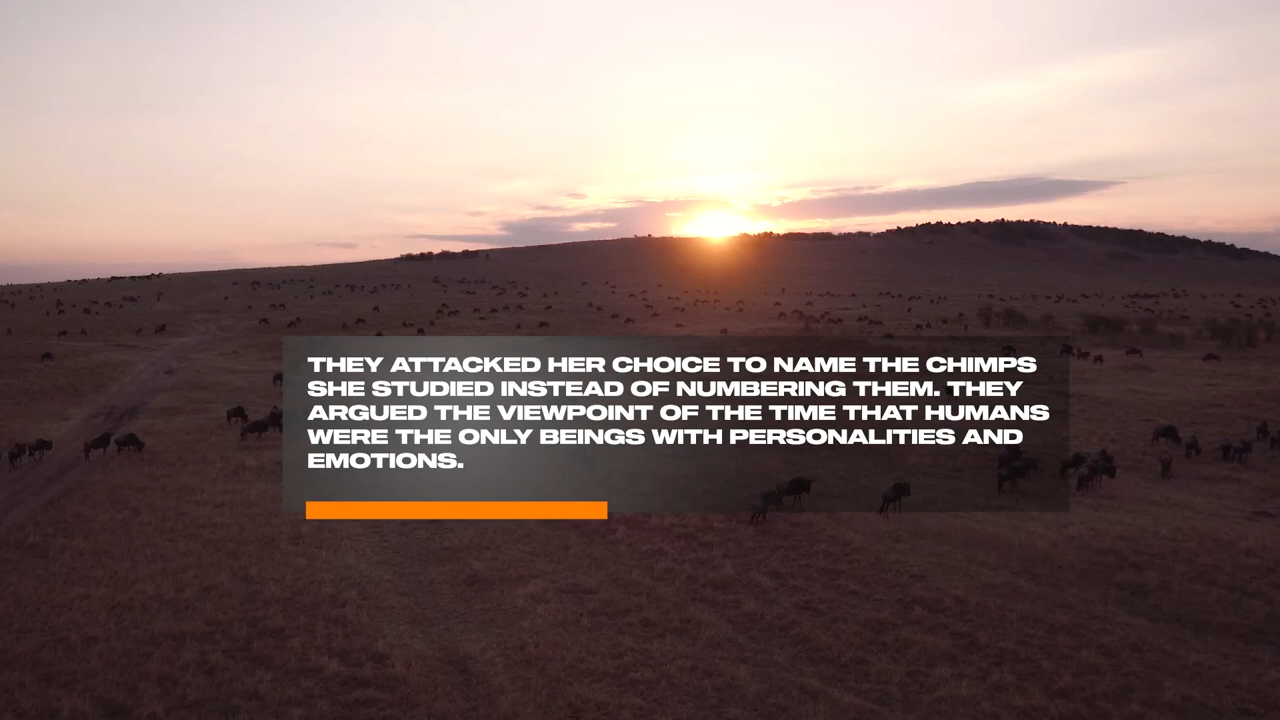 THEY ATTACKED HER CHOICE TO NAME THE CHIMPS
SHE STUDIED INSTEAD OF NUMBERING THEM. THEY
ARGUED THE VIEWPOINT OF THE TIME THAT HUMANS
WERE THE ONLY BEINGS WITH PERSONALITIES AND
EMOTIONS.